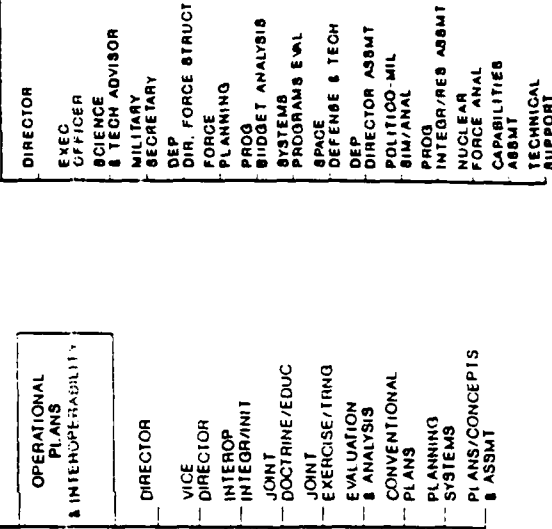 OPERATIONAL
PLANS
& INTEROPERABILITY
DIRECTOR
VICE
DIRECTOR
INTEROP
INTEGR/INIT
JOINT
DOCTRINE/EDUC
JOINT
EXERCISE/TRNG
EVALUATION
& ANALYSIS
CONVENTIONAL
PLANS
PLANNING
SYSTEMS
PLANS/CONCEPTS
& ASSMT
DIRECTOR
EXEC
OFFICER
SCIENCE
& TECH ADVISOR
MILITARY
SECRETARY
DEP
DIR, FORCE STRUCT
FORCE
PLANNING
PROG
BUDGET ANALYSIS
SYSTEMS
PROGRAMS EVAL
SPACE
DEFENSE & TECH
DEP
DIRECTOR ASSMT
POLITICO-MIL
SIM/ANAL
PROG
INTEGR/RES ASSMT
NUCLEAR
FORCE ANAL
CAPABILITIES
ASSMT
TECHNICAL
SUPPORT